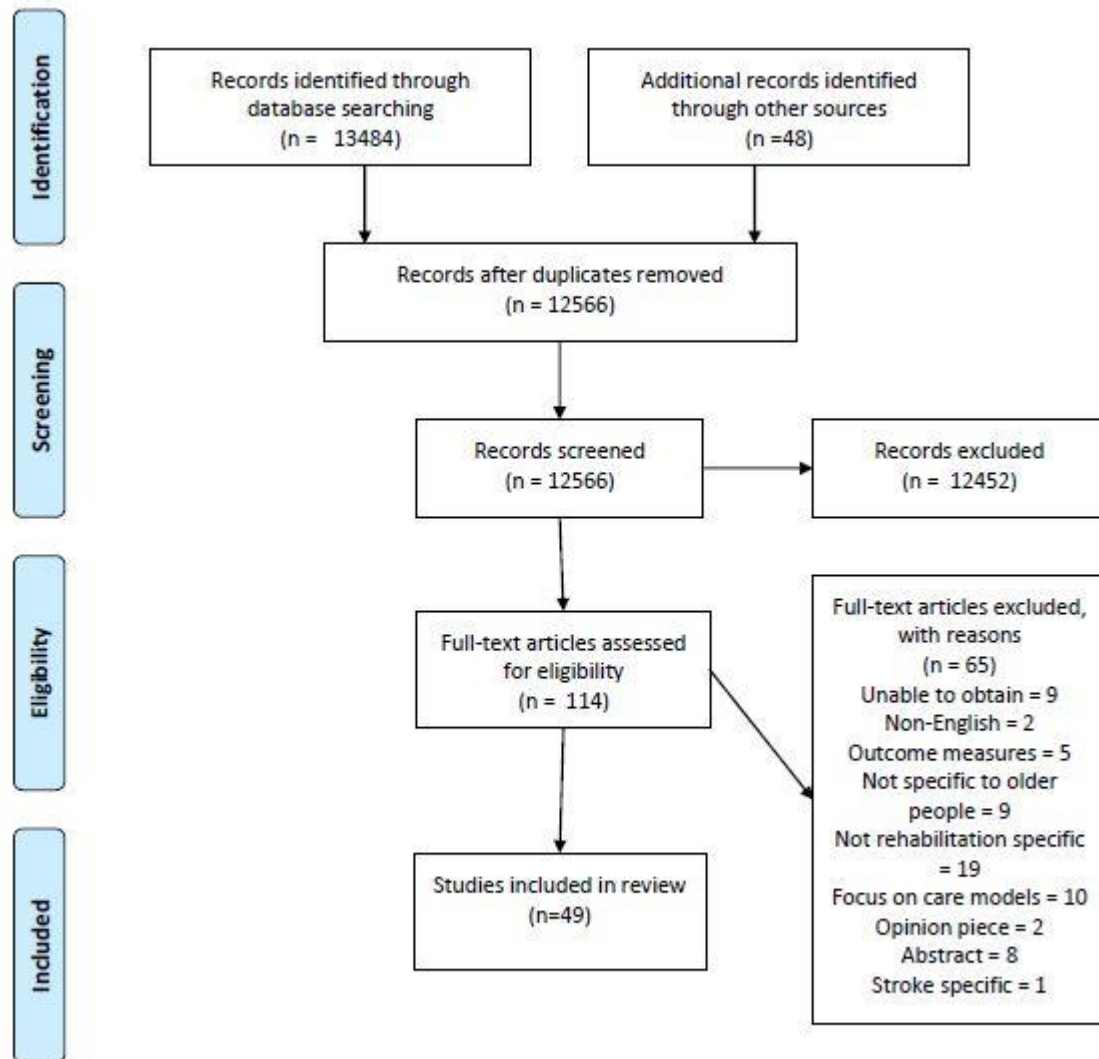 Identification
Records identified through
database searching
(n = 13484)
Additional records identified
through other sources
(n =48)
Records after duplicates removed
(n = 12566)
Screening
Records screened
(n = 12566)
Records excluded
(n = 12452)
Eligibility
Full-text articles assessed
for eligibility
(n = 114)
Full-text articles excluded,
with reasons
(n = 65)
Unable to obtain = 9
Non-English = 2
Outcome measures = 5
Not specific to older
people = 9
Not rehabilitation specific
= 19
Focus on care models = 10
Opinion piece = 2
Abstract = 8
Stroke specific = 1
Included
Studies included in review
(n=49)